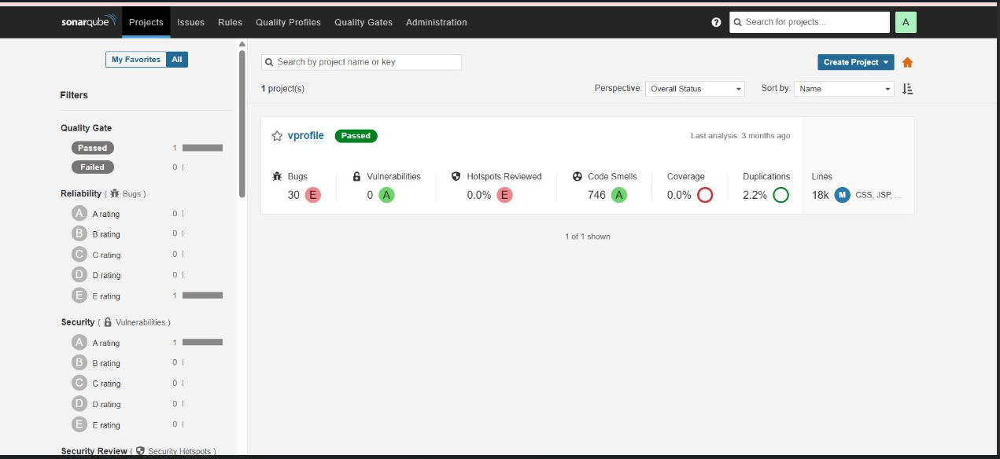 sonarqube Projects Issues Rules Quality Profiles Quality Gates Administration ? Search for projects... A
My Favorites All
Search by project name or key
Create Project
1 project(s)
Perspective: Overall Status
Sort by: Name
Filters
Quality Gate
Passed 1
Failed 0
Reliability ( Bugs )
A A rating 0
B B rating 0
C C rating 0
D D rating 0
E E rating 1
Security ( Vulnerabilities )
A A rating 1
B B rating 0
C C rating 0
D D rating 0
E E rating 0
Security Review ( Security Hotspots )
vprofile Passed
Last analysis: 3 months ago
Bugs Vulnerabilities Hotspots Reviewed Code Smells Coverage Duplications Lines
30 E 0 A 0.0% E 746 A 0.0% 2.2% 18k M CSS, JSP, ...
1 of 1 shown